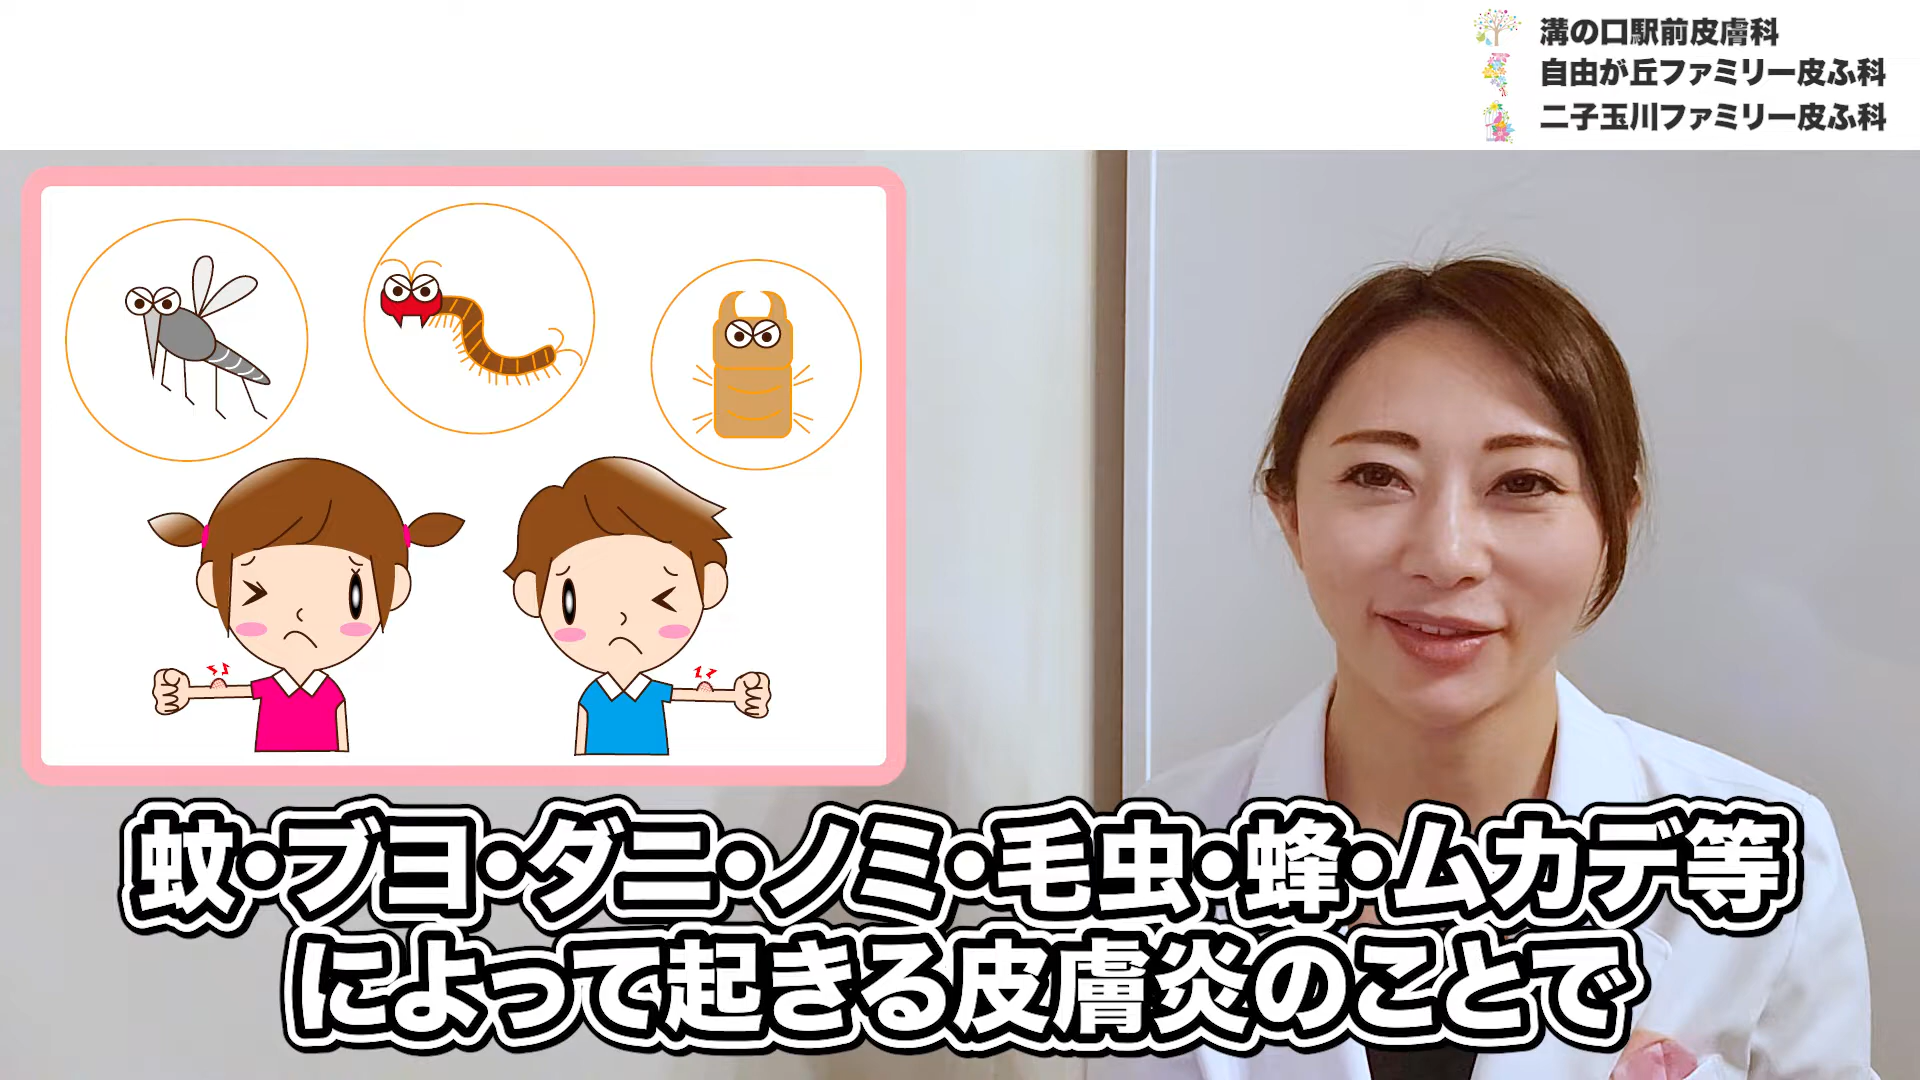 溝の口駅前皮膚科
自由が丘ファミリー皮ふ科
二子玉川ファミリー皮ふ科
蚊・ブヨ・ダニ・ノミ・毛虫・蜂・ムカデ等
によって起きる皮膚炎のことで